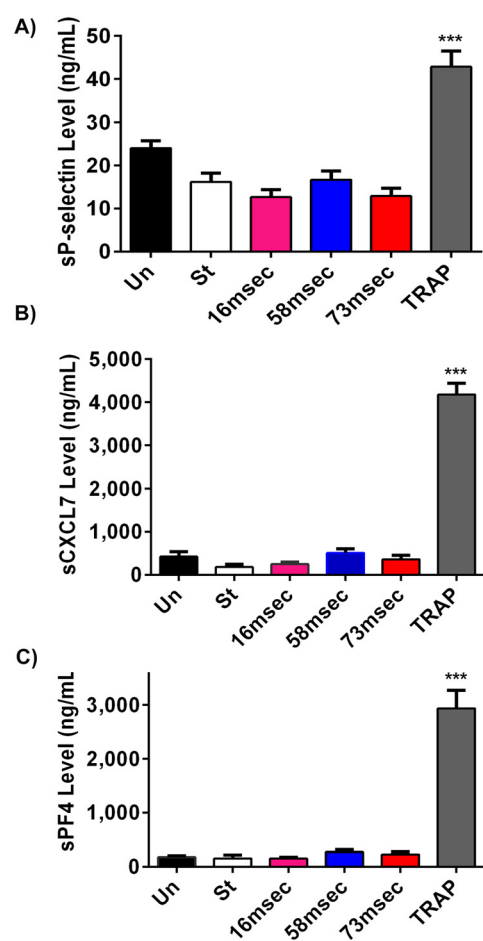 A)
sP-selectin Level (ng/mL)
50
40
30
20
10
0
***
Un
St
16msec
58msec
73msec
TRAP
B)
sCXCL7 Level (ng/mL)
5,000
4,000
3,000
2,000
1,000
0
***
Un
St
16msec
58msec
73msec
TRAP
C)
sPF4 Level (ng/mL
3,000
2,000
1,000
0
***
Un
St
16msec
58msec
73msec
TRAP